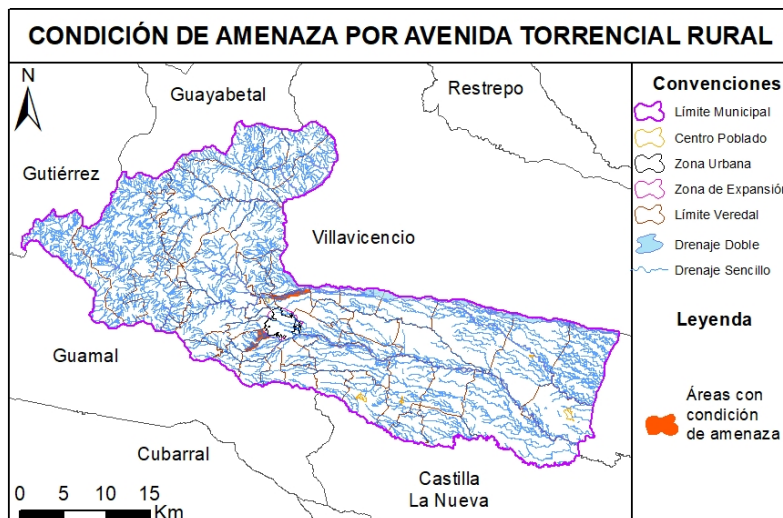 CONDICIÓN DE AMENAZA POR AVENIDA TORRENCIAL RURAL
N
Guayabetal
Restrepo
Gutiérrez
Villavicencio
Guamal
Cubarral
Castilla
La Nueva
0 5 10 15
Km
Convenciones
Límite Municipal
Centro Poblado
Zona Urbana
Zona de Expansión
Límite Veredal
Drenaje Doble
Drenaje Sencillo
Leyenda
Áreas con
condición
de amenaza